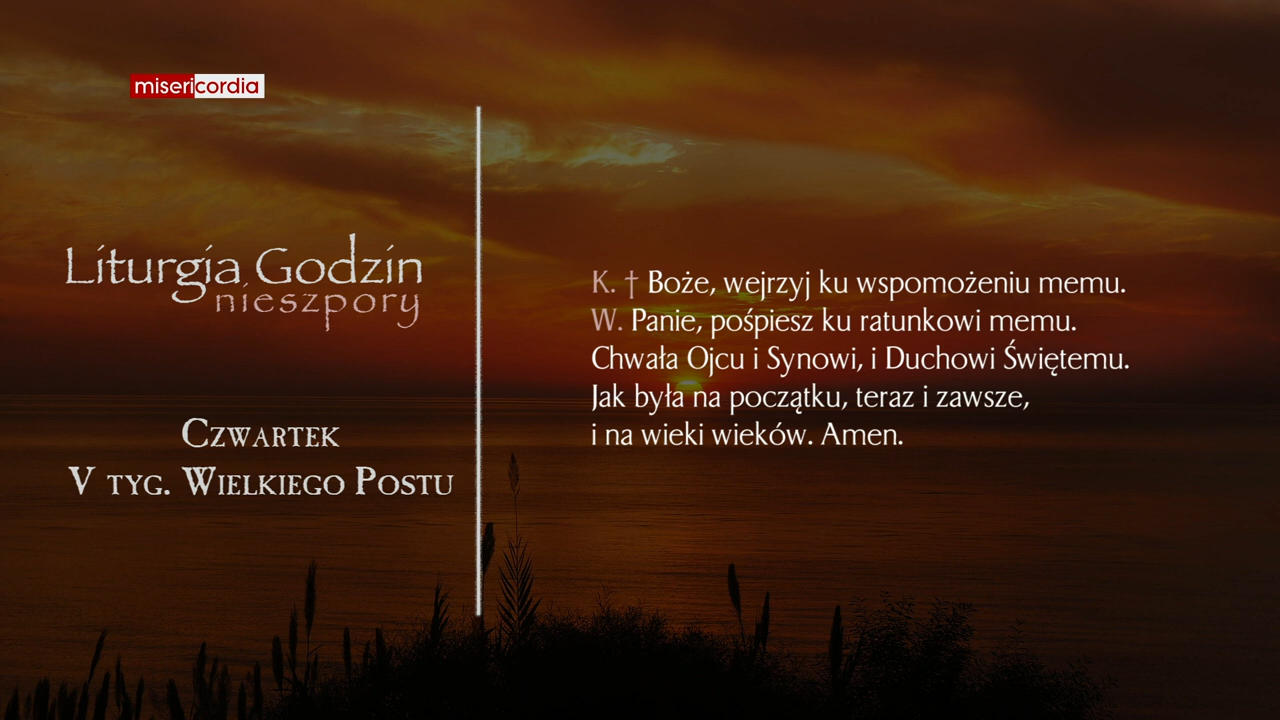 misericordia
Liturgia Godzin
nieszpory
Czwartek
V tyg. Wielkiego Postu
K. † Boże, wejrzyj ku wspomożeniu memu.
W. Panie, pośpiesz ku ratunkowi memu.
Chwała Ojcu i Synowi, i Duchowi Świętemu.
Jak była na początku, teraz i zawsze,
i na wieki wieków. Amen.